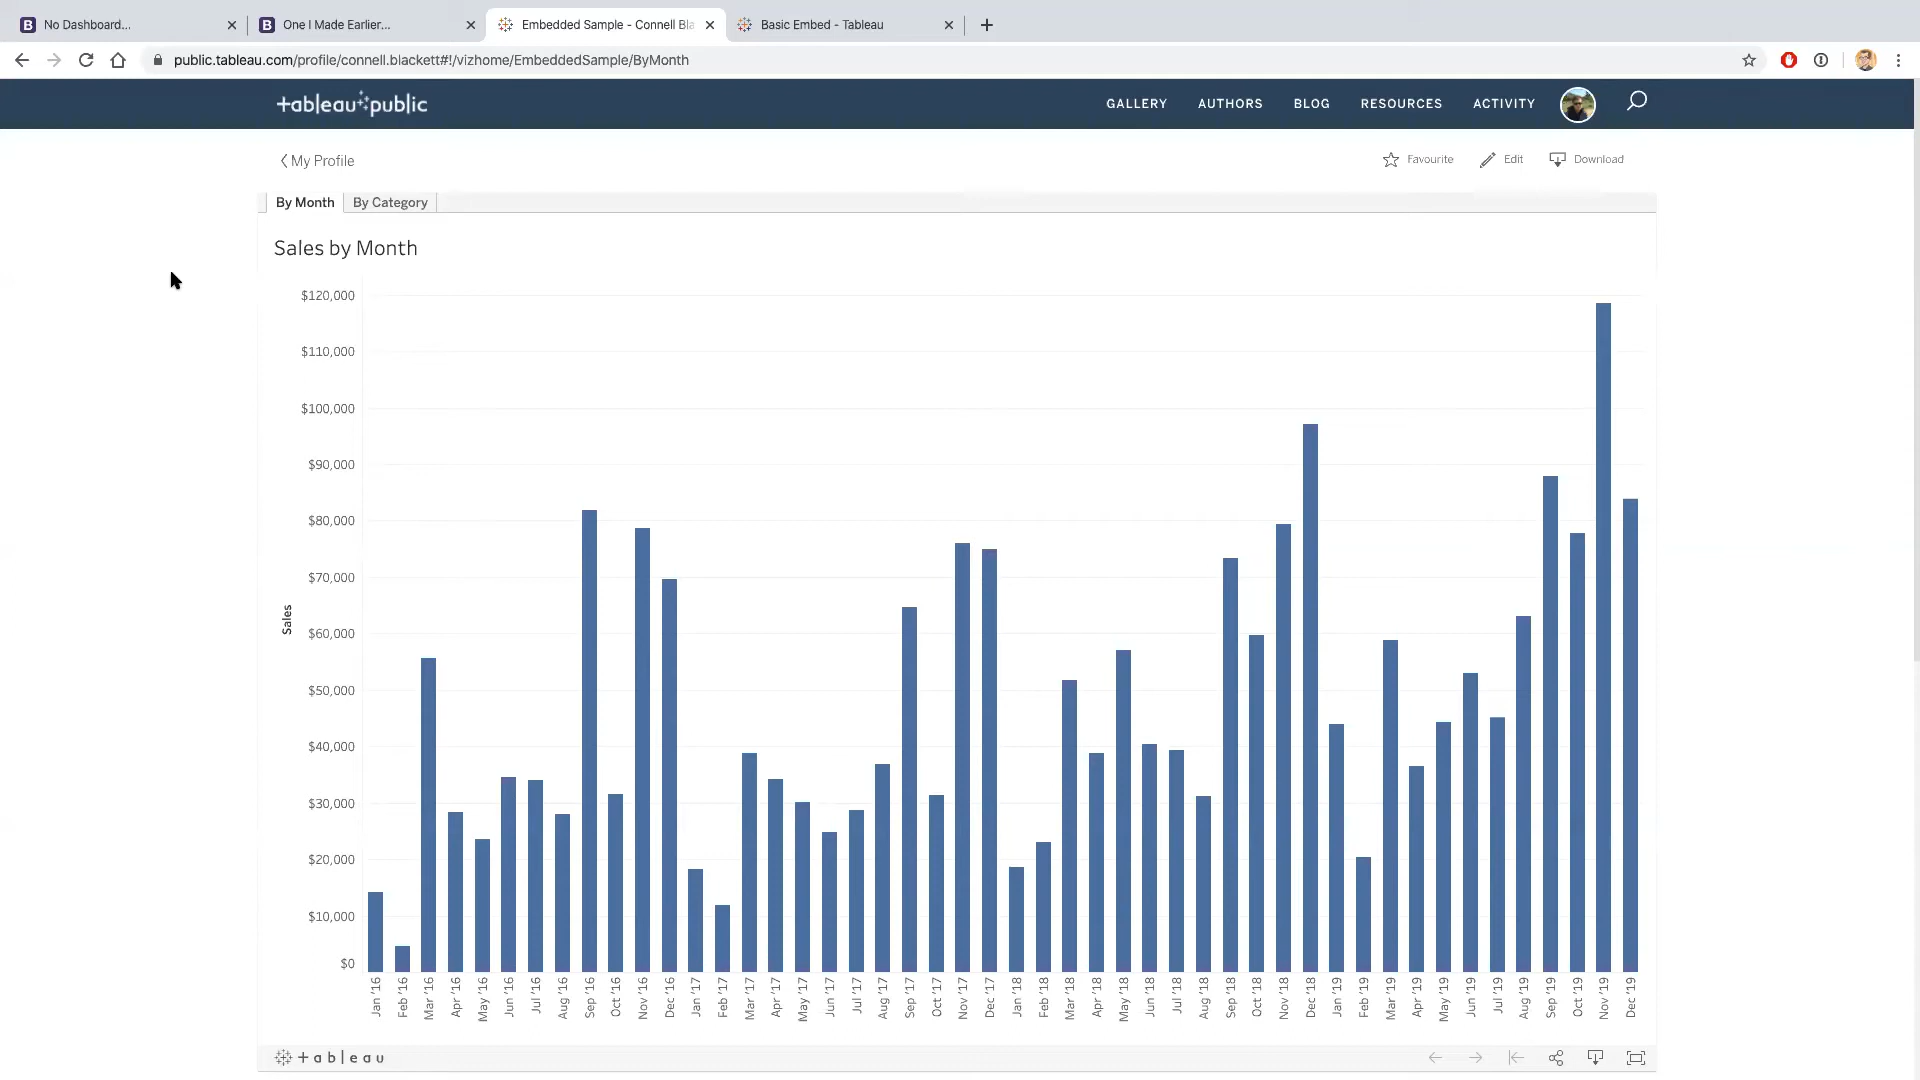 No Dashboard...
One I Made Earlier...
Embedded Sample - Connell Bla
Basic Embed - Tableau
public.tableau.com/profile/connell.blackett#!/vizhome/EmbeddedSample/ByMonth
+ableau public
GALLERY AUTHORS BLOG RESOURCES ACTIVITY
My Profile
Favourite Edit Download
By Month By Category
Sales by Month
$120,000
$110,000
$100,000
$90,000
$80,000
$70,000
$60,000
$50,000
$40,000
$30,000
$20,000
$10,000
$0
Sales
Jan '16
Feb '16
Mar '16
Apr '16
May '16
Jun '16
Jul '16
Aug '16
Sep '16
Oct '16
Nov '16
Dec '16
Jan '17
Feb '17
Mar '17
Apr '17
May '17
Jun '17
Jul '17
Aug '17
Sep '17
Oct '17
Nov '17
Dec '17
Jan '18
Feb '18
Mar '18
Apr '18
May '18
Jun '18
Jul '18
Aug '18
Sep '18
Oct '18
Nov '18
Dec '18
Jan '19
Feb '19
Mar '19
Apr '19
May '19
Jun '19
Jul '19
Aug '19
Sep '19
Oct '19
Nov '19
Dec '19
+ableau